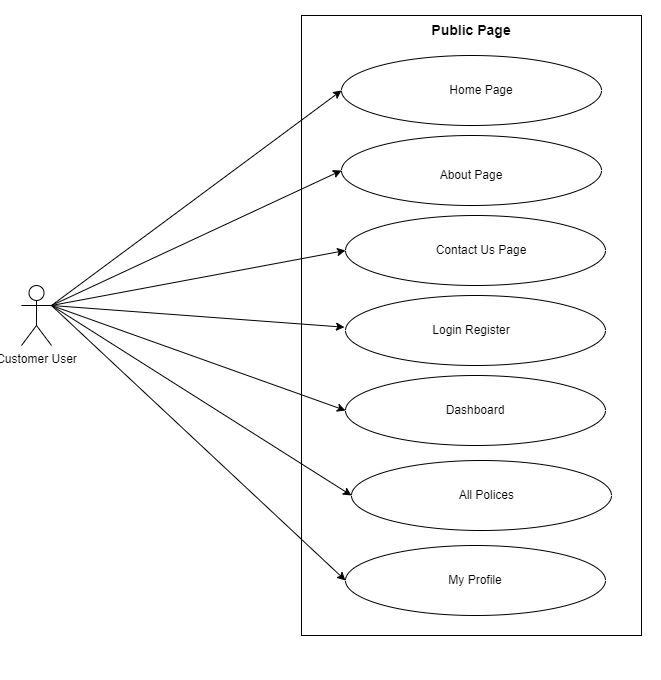 Public Page
Home Page
About Page
Contact Us Page
Login Register
Customer User
Dashboard
All Polices
My Profile